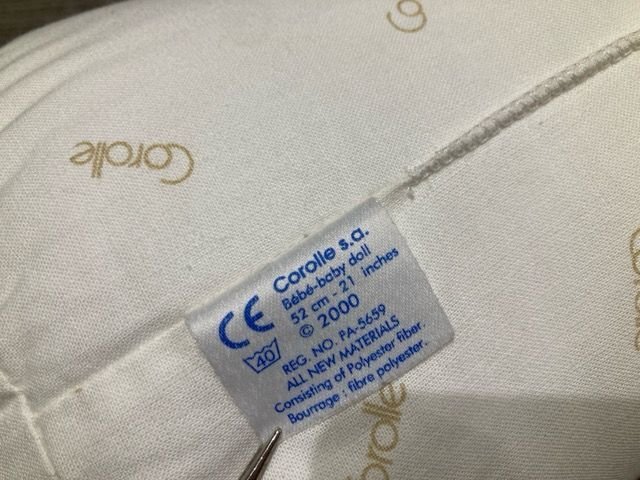 Corolle
Corolle s.a.
Bébé-baby doll
52 cm - 21 inches
© 2000
CE
40
REG. NO. PA-5659
ALL NEW MATERIALS
Consisting of Polyester fiber.
Bourrage : fibre polyester.